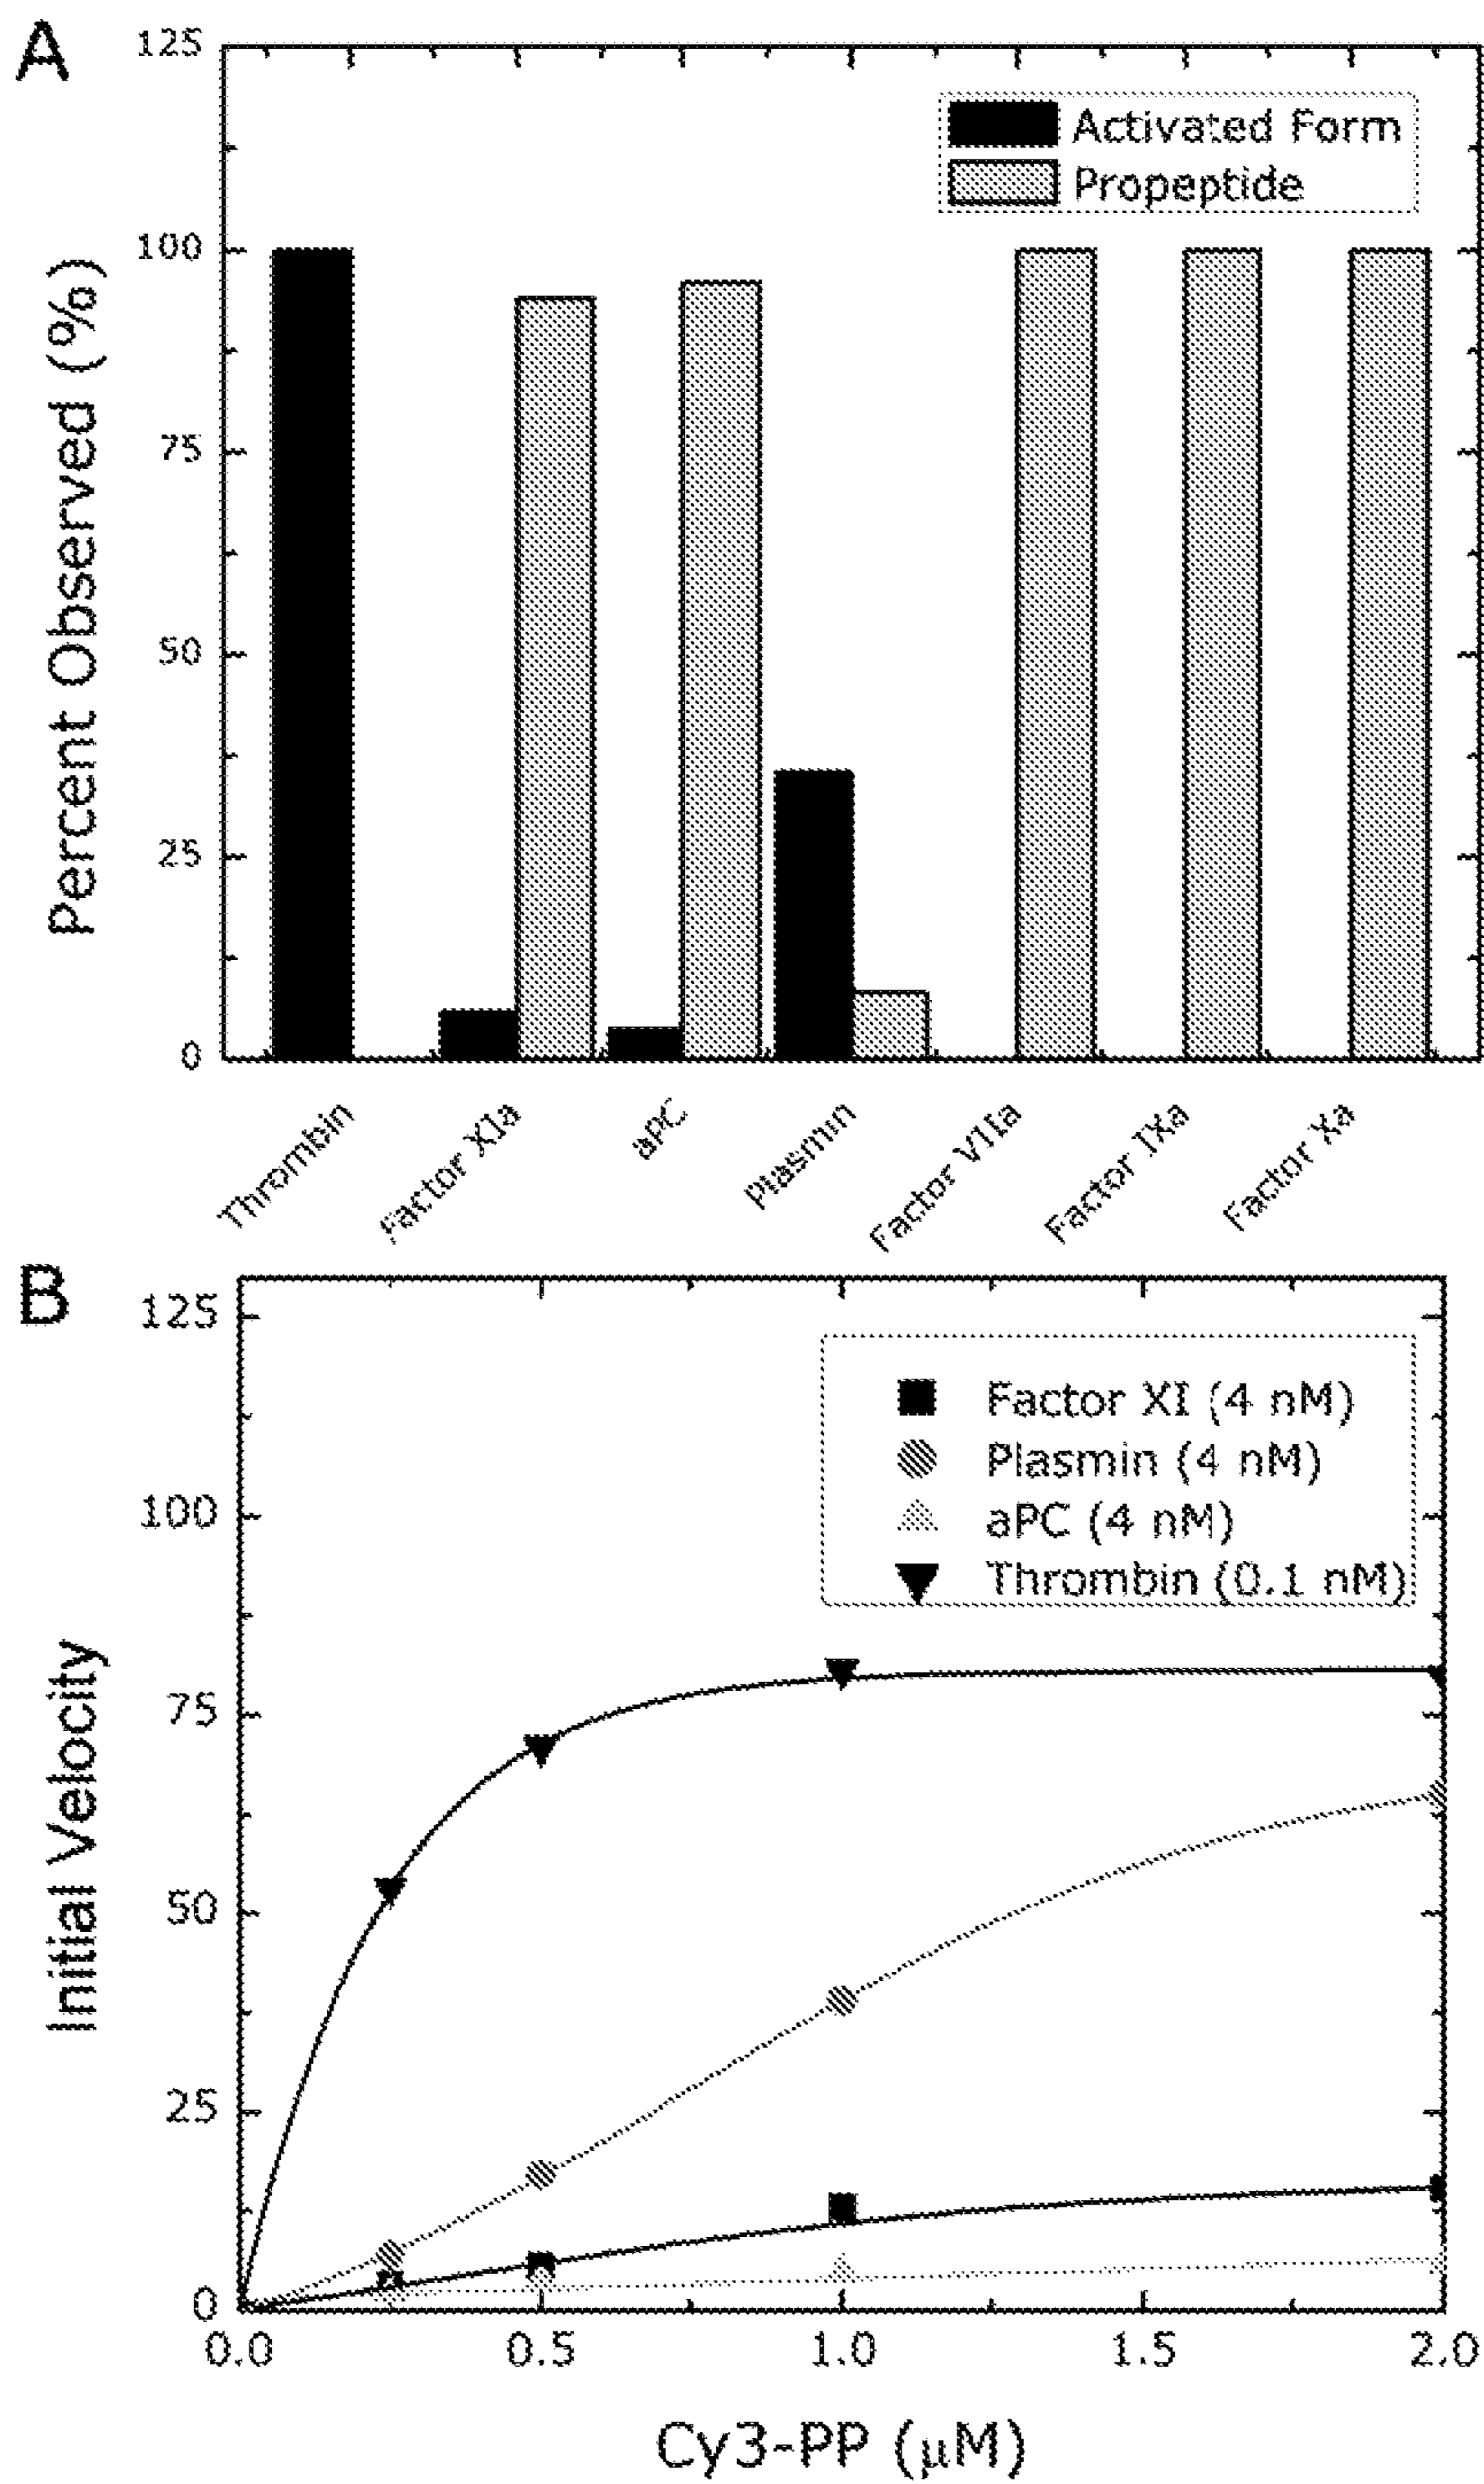 A
125
Activated Form
Propeptide
100
75
50
25
0
Percent Observed (%)
Thrombin
Factor XIa
aPC
Plasmin
Factor VIIa
Factor IXa
Factor Xa
B
125
Factor XI (4 nM)
Plasmin (4 nM)
aPC (4 nM)
Thrombin (0.1 nM)
100
75
50
25
0
Initial Velocity
0.0 0.5 1.0 1.5 2.0
Cy3-PP (μM)